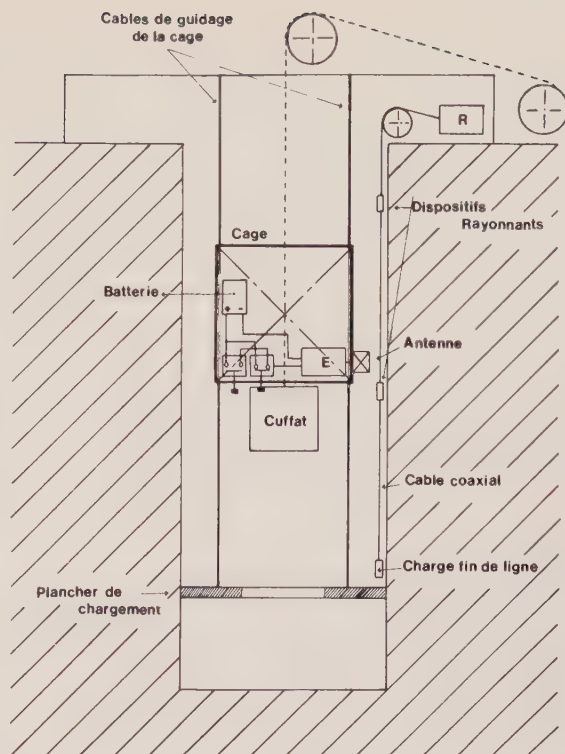 Cables de guidage
de la cage
R
Dispositifs
Rayonnants
Cage
Batterie
+ -
E
Antenne
Cuffat
Cable coaxial
Charge fin de ligne
Plancher de
chargement